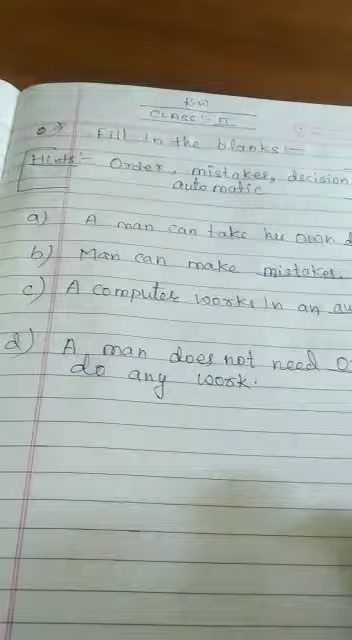 R.W
CLASS:- II
Fill in the blanks:-
Hints:- Order, mistakes, decision
automatic
a) A man can take his own
b) Man can make mistakes.
c) A computer works in an au
d) A man does not need
do any work.